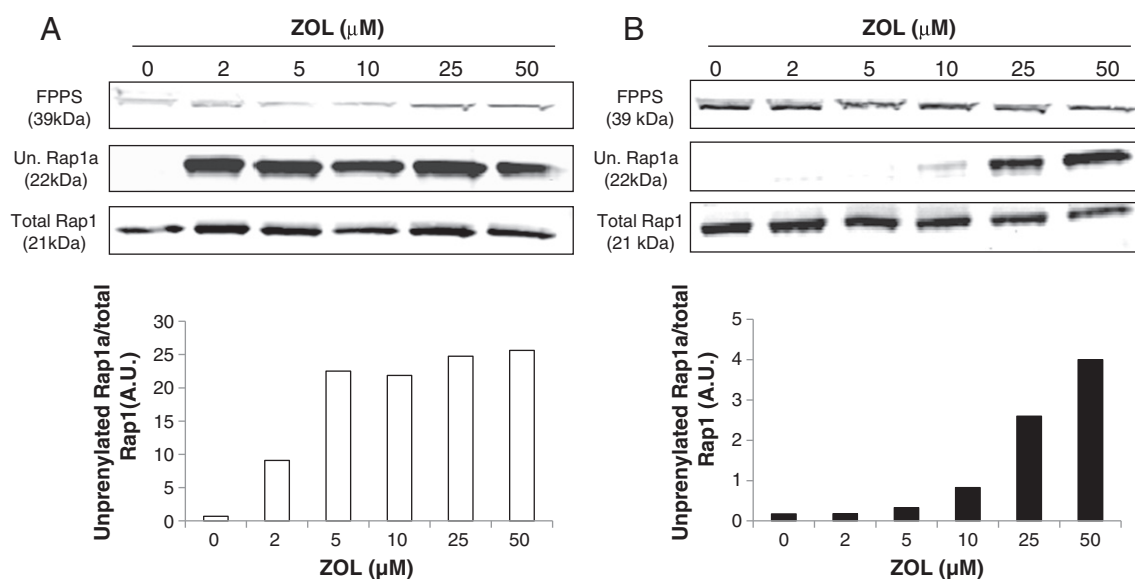 A
ZOL (μM)
0 2 5 10 25 50
FPPS
(39kDa)
Un. Rap1a
(22kDa)
Total Rap1
(21kDa)
Unprenylated Rap1a/total
Rap1(A.U.)
30
25
20
15
10
5
0
0 2 5 10 25 50
ZOL (μM)
B
ZOL (μM)
0 2 5 10 25 50
FPPS
(39 kDa)
Un. Rap1a
(22kDa)
Total Rap1
(21 kDa)
Unprenylated Rap1a/total
Rap1 (A.U.)
5
4
3
2
1
0
0 2 5 10 25 50
ZOL (μM)